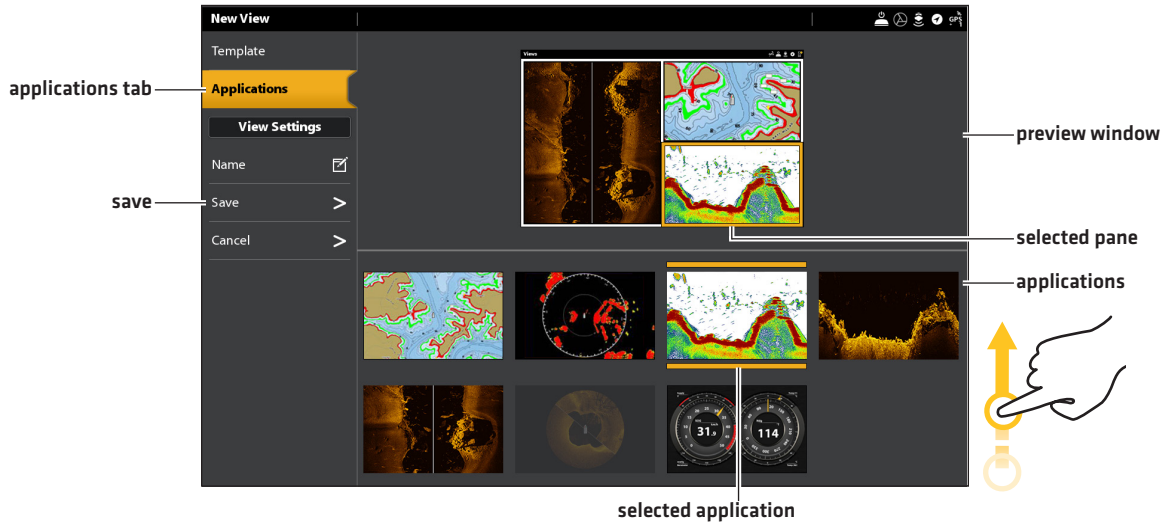 New View
GPS
Template
applications tab
Applications
View Settings
Name
save
Save
Cancel
Views
preview window
selected pane
applications
31.9
114
selected application